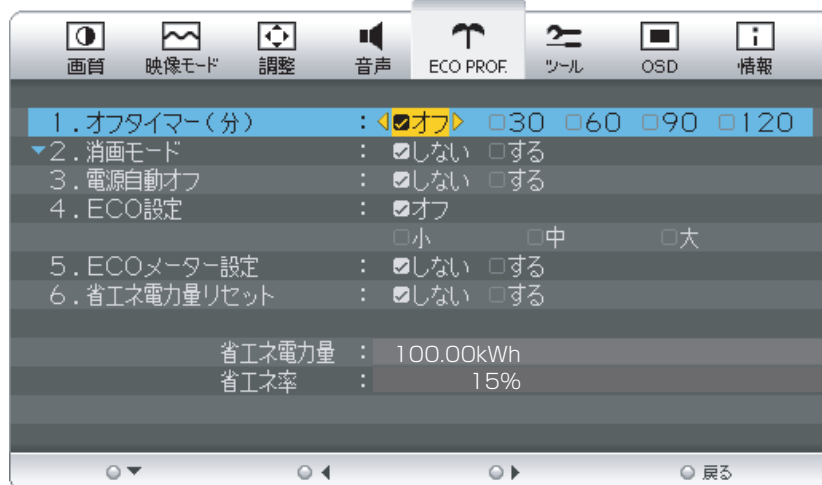 画質 映像モード 調整 音声 ECO PROF. ツール OSD 情報
1.オフタイマー(分) : ☑オフ □30 □60 □90 □120
2.消画モード : ☑しない □する
3.電源自動オフ : ☑しない □する
4.ECO設定 : ☑オフ
□小 □中 □大
5.ECOメーター設定 : ☑しない □する
6.省エネ電力量リセット : ☑しない □する
省エネ電力量 : 100.00kWh
省エネ率 : 15%
戻る